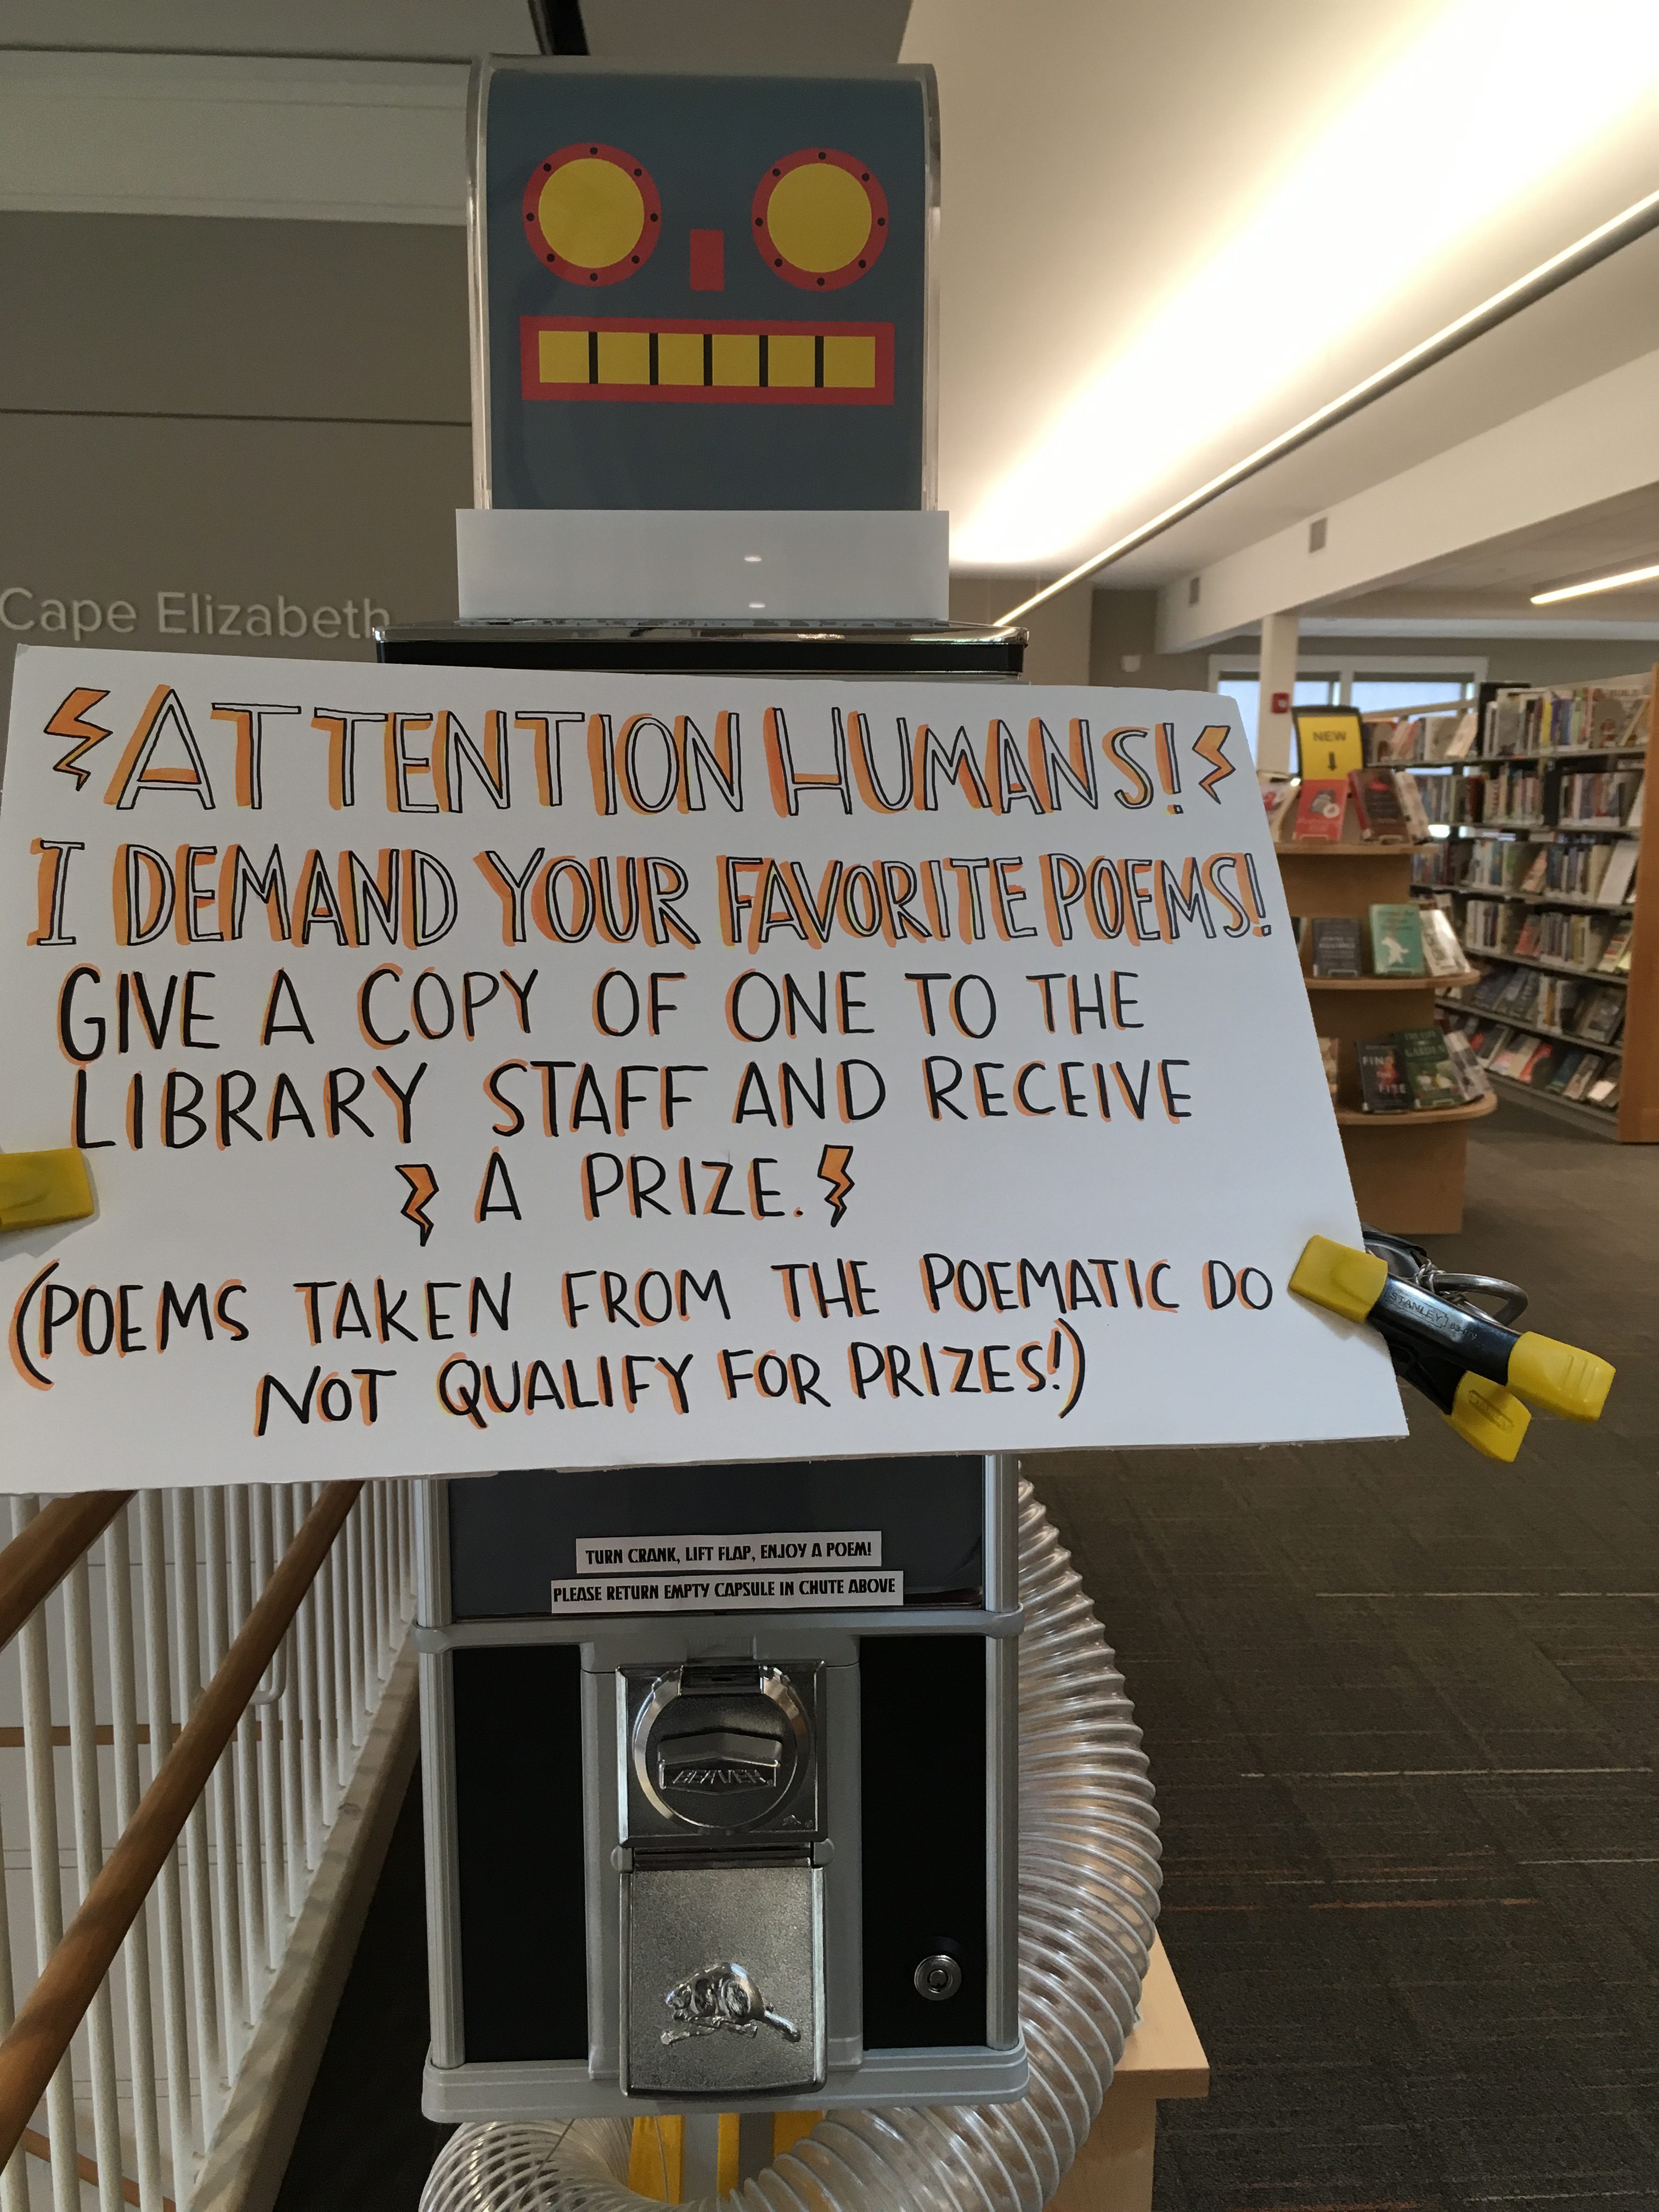 Cape Elizabeth
ATTENTION HUMANS!
I DEMAND YOUR FAVORITE POEMS!
GIVE A COPY OF ONE TO THE
LIBRARY STAFF AND RECEIVE
A PRIZE.
(POEMS TAKEN FROM THE POEMATIC DO
NOT QUALIFY FOR PRIZES!)
NEW
STANLEY
TURN CRANK, LIFT FLAP, ENJOY A POEM!
PLEASE RETURN EMPTY CAPSULE IN CHUTE ABOVE
BEAVER